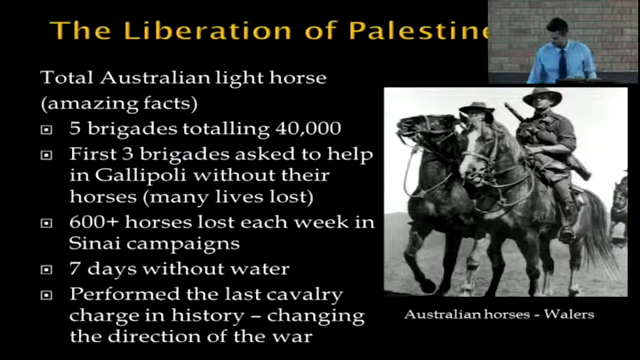 The Liberation of Palestine
Total Australian light horse
(amazing facts)
5 brigades totalling 40,000
First 3 brigades asked to help
in Gallipoli without their
horses (many lives lost)
600+ horses lost each week in
Sinai campaigns
7 days without water
Performed the last cavalry
charge in history – changing
the direction of the war
Australian horses - Walers